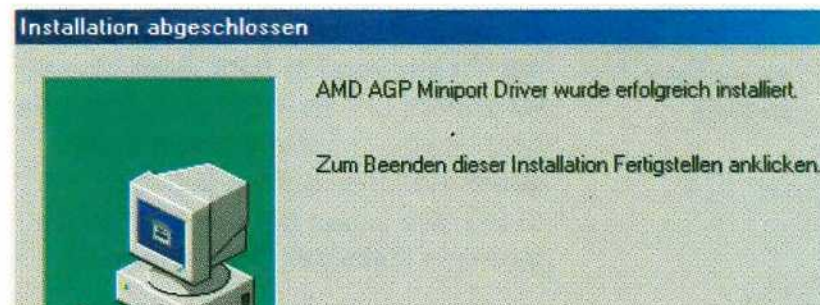 Installation abgeschlossen
AMD AGP Miniport Driver wurde erfolgreich installiert.
Zum Beenden dieser Installation Fertigstellen anklicken.